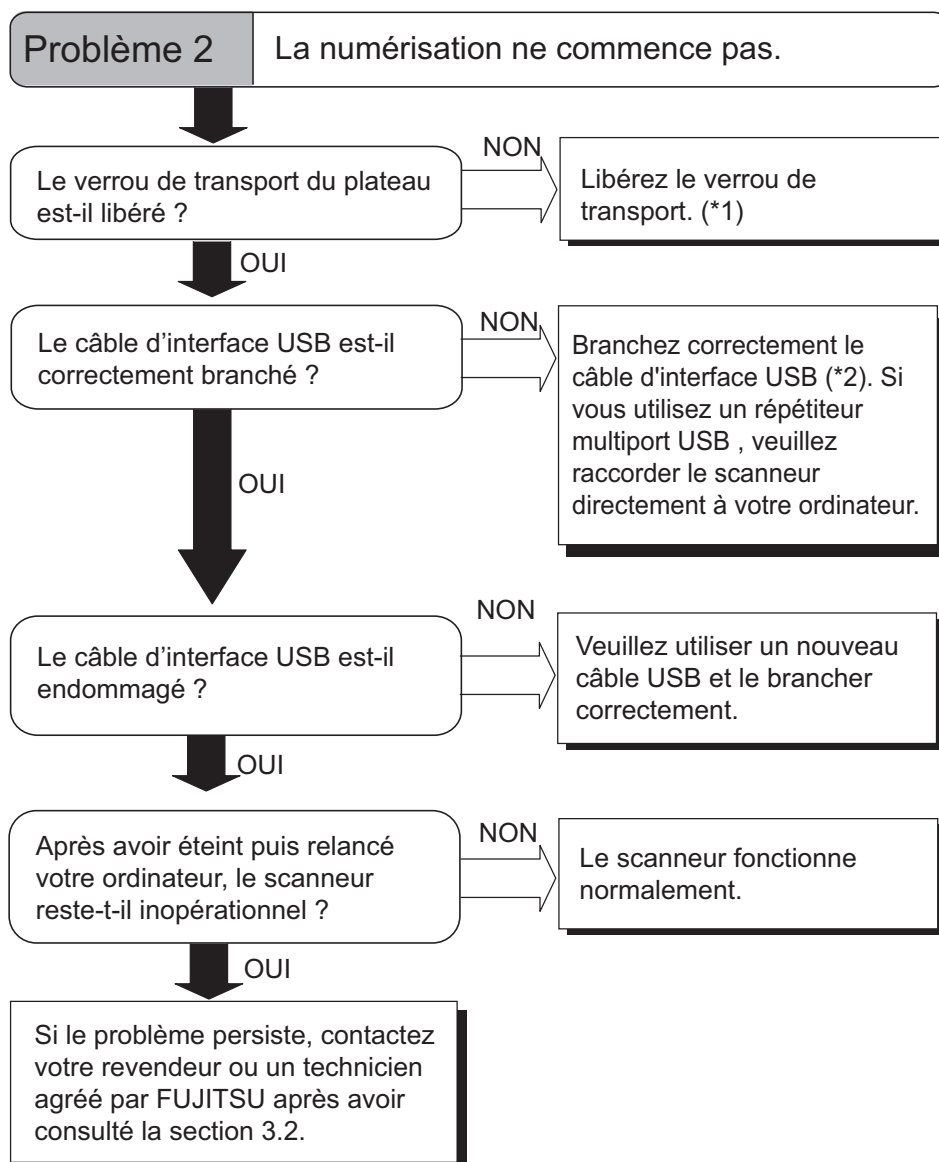 Problème 2
La numérisation ne commence pas.
Le verrou de transport du plateau
est-il libéré ?
NON
Libérez le verrou de
transport. (*1)
OUI
Le câble d’interface USB est-il
correctement branché ?
NON
Branchez correctement le
câble d'interface USB (*2). Si
vous utilisez un répétiteur
multiport USB , veuillez
raccorder le scanneur
directement à votre ordinateur.
OUI
Le câble d’interface USB est-il
endommagé ?
NON
Veuillez utiliser un nouveau
câble USB et le brancher
correctement.
OUI
Après avoir éteint puis relancé
votre ordinateur, le scanneur
reste-t-il inopérationnel ?
NON
Le scanneur fonctionne
normalement.
OUI
Si le problème persiste, contactez
votre revendeur ou un technicien
agréé par FUJITSU après avoir
consulté la section 3.2.